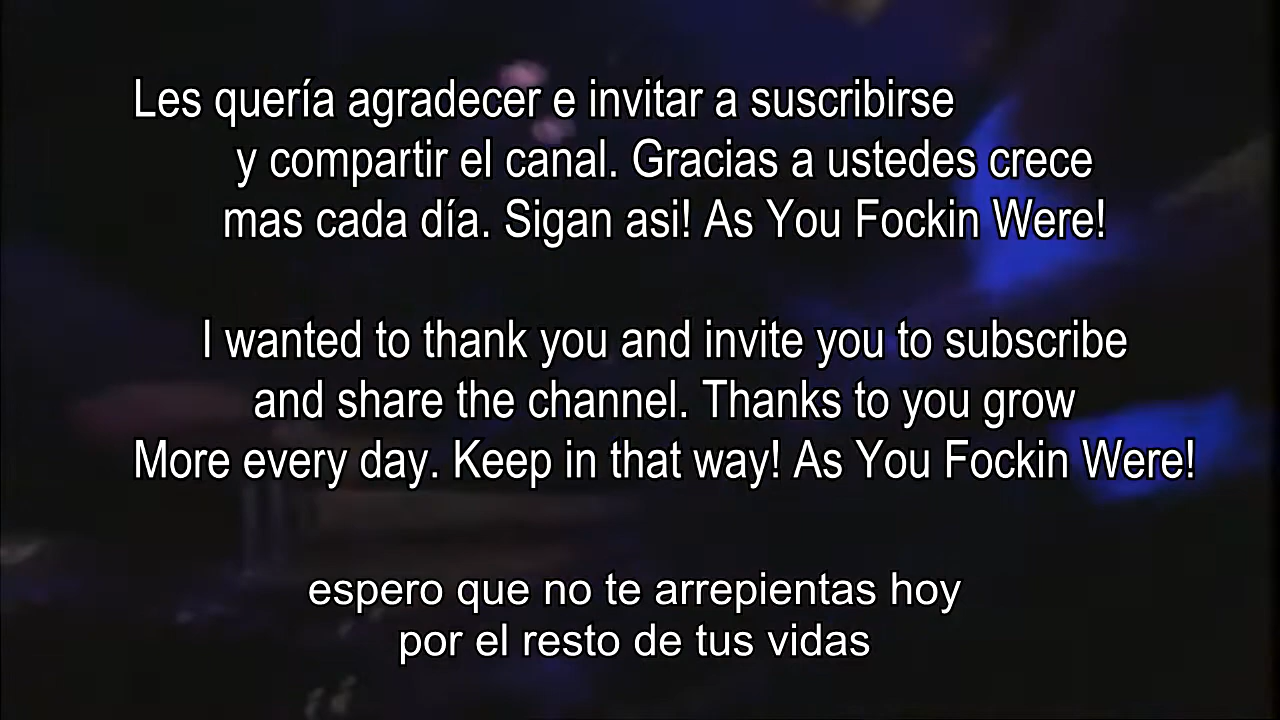 Les quería agradecer e invitar a suscribirse
y compartir el canal. Gracias a ustedes crece
mas cada día. Sigan asi! As You Fockin Were!
I wanted to thank you and invite you to subscribe
and share the channel. Thanks to you grow
More every day. Keep in that way! As You Fockin Were!
espero que no te arrepientas hoy
por el resto de tus vidas